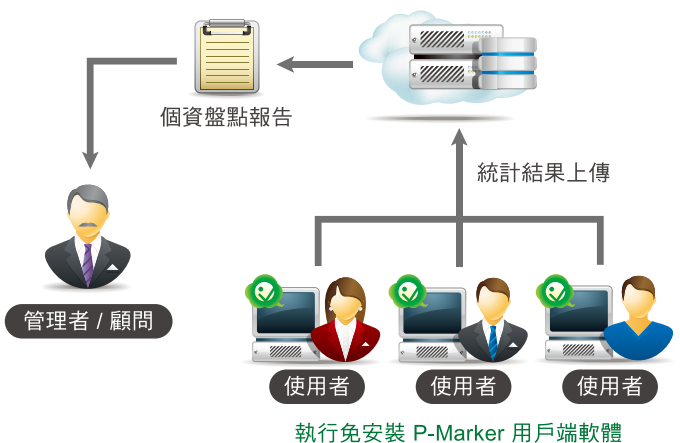 個資盤點報告
統計結果上傳
管理者 / 顧問
使用者
使用者
使用者
執行免安裝 P-Marker 用戶端軟體